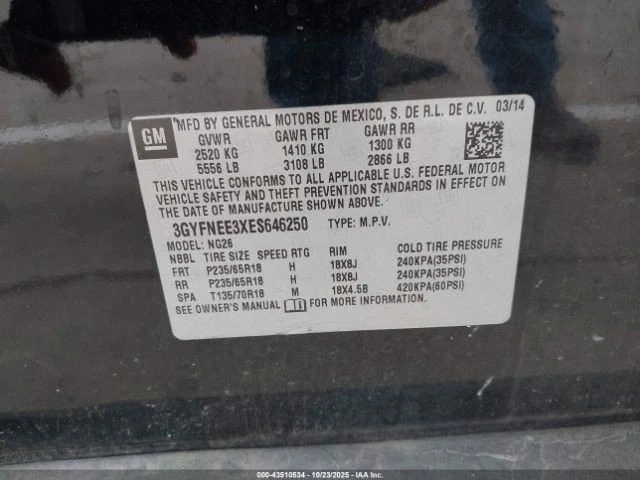 GM
MFD BY GENERAL MOTORS DE MEXICO, S. DE R.L. DE C.V. 03/14
GVWR GAWR FRT GAWR RR
2520 KG 1410 KG 1300 KG
5556 LB 3108 LB 2866 LB
THIS VEHICLE CONFORMS TO ALL APPLICABLE U.S. FEDERAL MOTOR
VEHICLE SAFETY AND THEFT PREVENTION STANDARDS IN EFFECT ON
DATE OF MANUFACTURE SHOWN ABOVE.
3GYFNEE3XES646250 TYPE: M.P.V.
MODEL: NG26
NBBL TIRE SIZE SPEED RTG RIM COLD TIRE PRESSURE
FRT P235/65R18 H 18X8J 240KPA(35PSI)
RR P235/65R18 H 18X8J 240KPA(35PSI)
SPA T135/70R18 M 18X4.5B 420KPA(60PSI)
SEE OWNER'S MANUAL FOR MORE INFORMATION.
000-43510534 - 10/23/2025 - IAA, Inc.